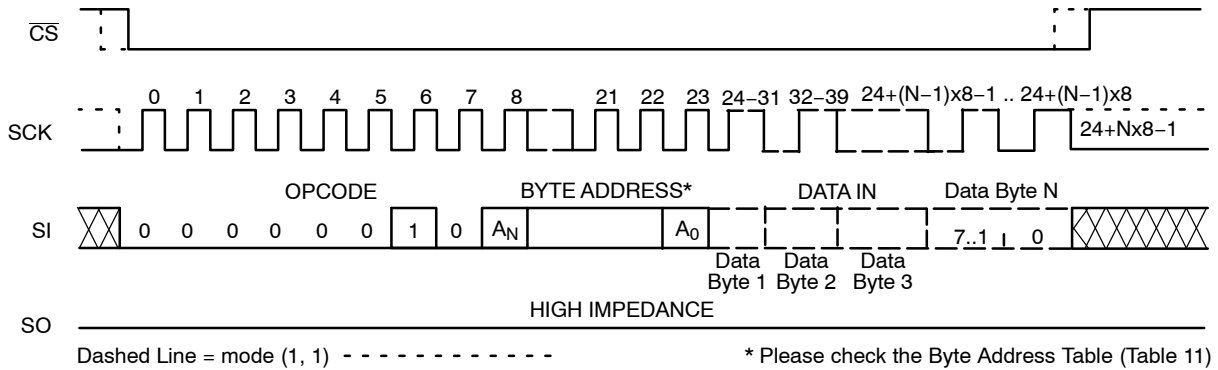 CS
0 1 2 3 4 5 6 7 8 21 22 23 24–31 32–39 24+(N–1)x8–1 .. 24+(N–1)x8
SCK
24+Nx8–1
OPCODE BYTE ADDRESS* DATA IN Data Byte N
SI
0 0 0 0 0 0 1 0 AN A0 7..1 0
Data Byte 1
Data Byte 2
Data Byte 3
HIGH IMPEDANCE
SO
Dashed Line = mode (1, 1) * Please check the Byte Address Table (Table 11)